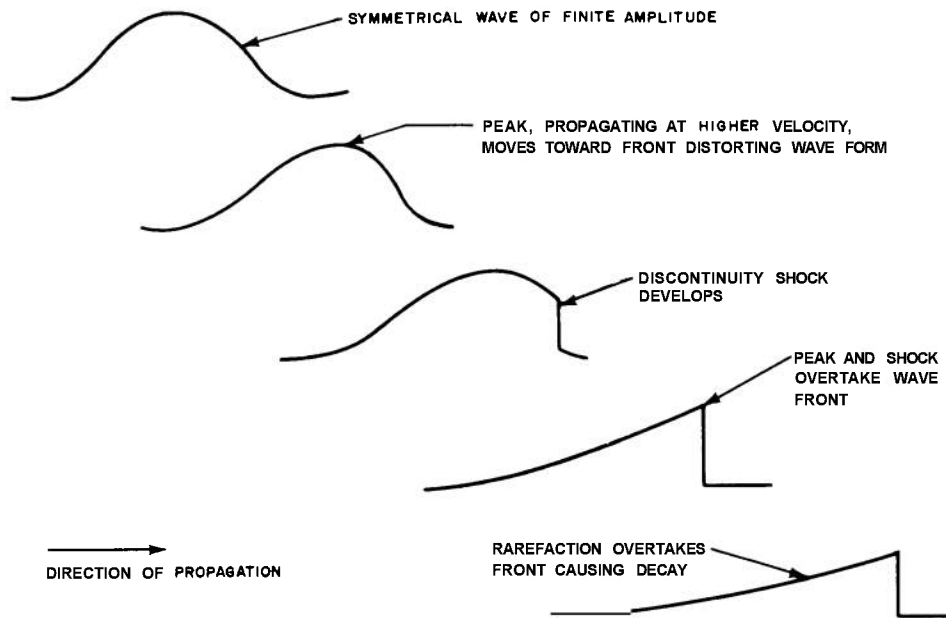 SYMMETRICAL WAVE OF FINITE AMPLITUDE
PEAK, PROPAGATING AT HIGHER VELOCITY,
MOVES TOWARD FRONT DISTORTING WAVE FORM
DISCONTINUITY SHOCK
DEVELOPS
PEAK AND SHOCK
OVERTAKE WAVE
FRONT
RAREFACTION OVERTAKES
FRONT CAUSING DECAY
DIRECTION OF PROPAGATION